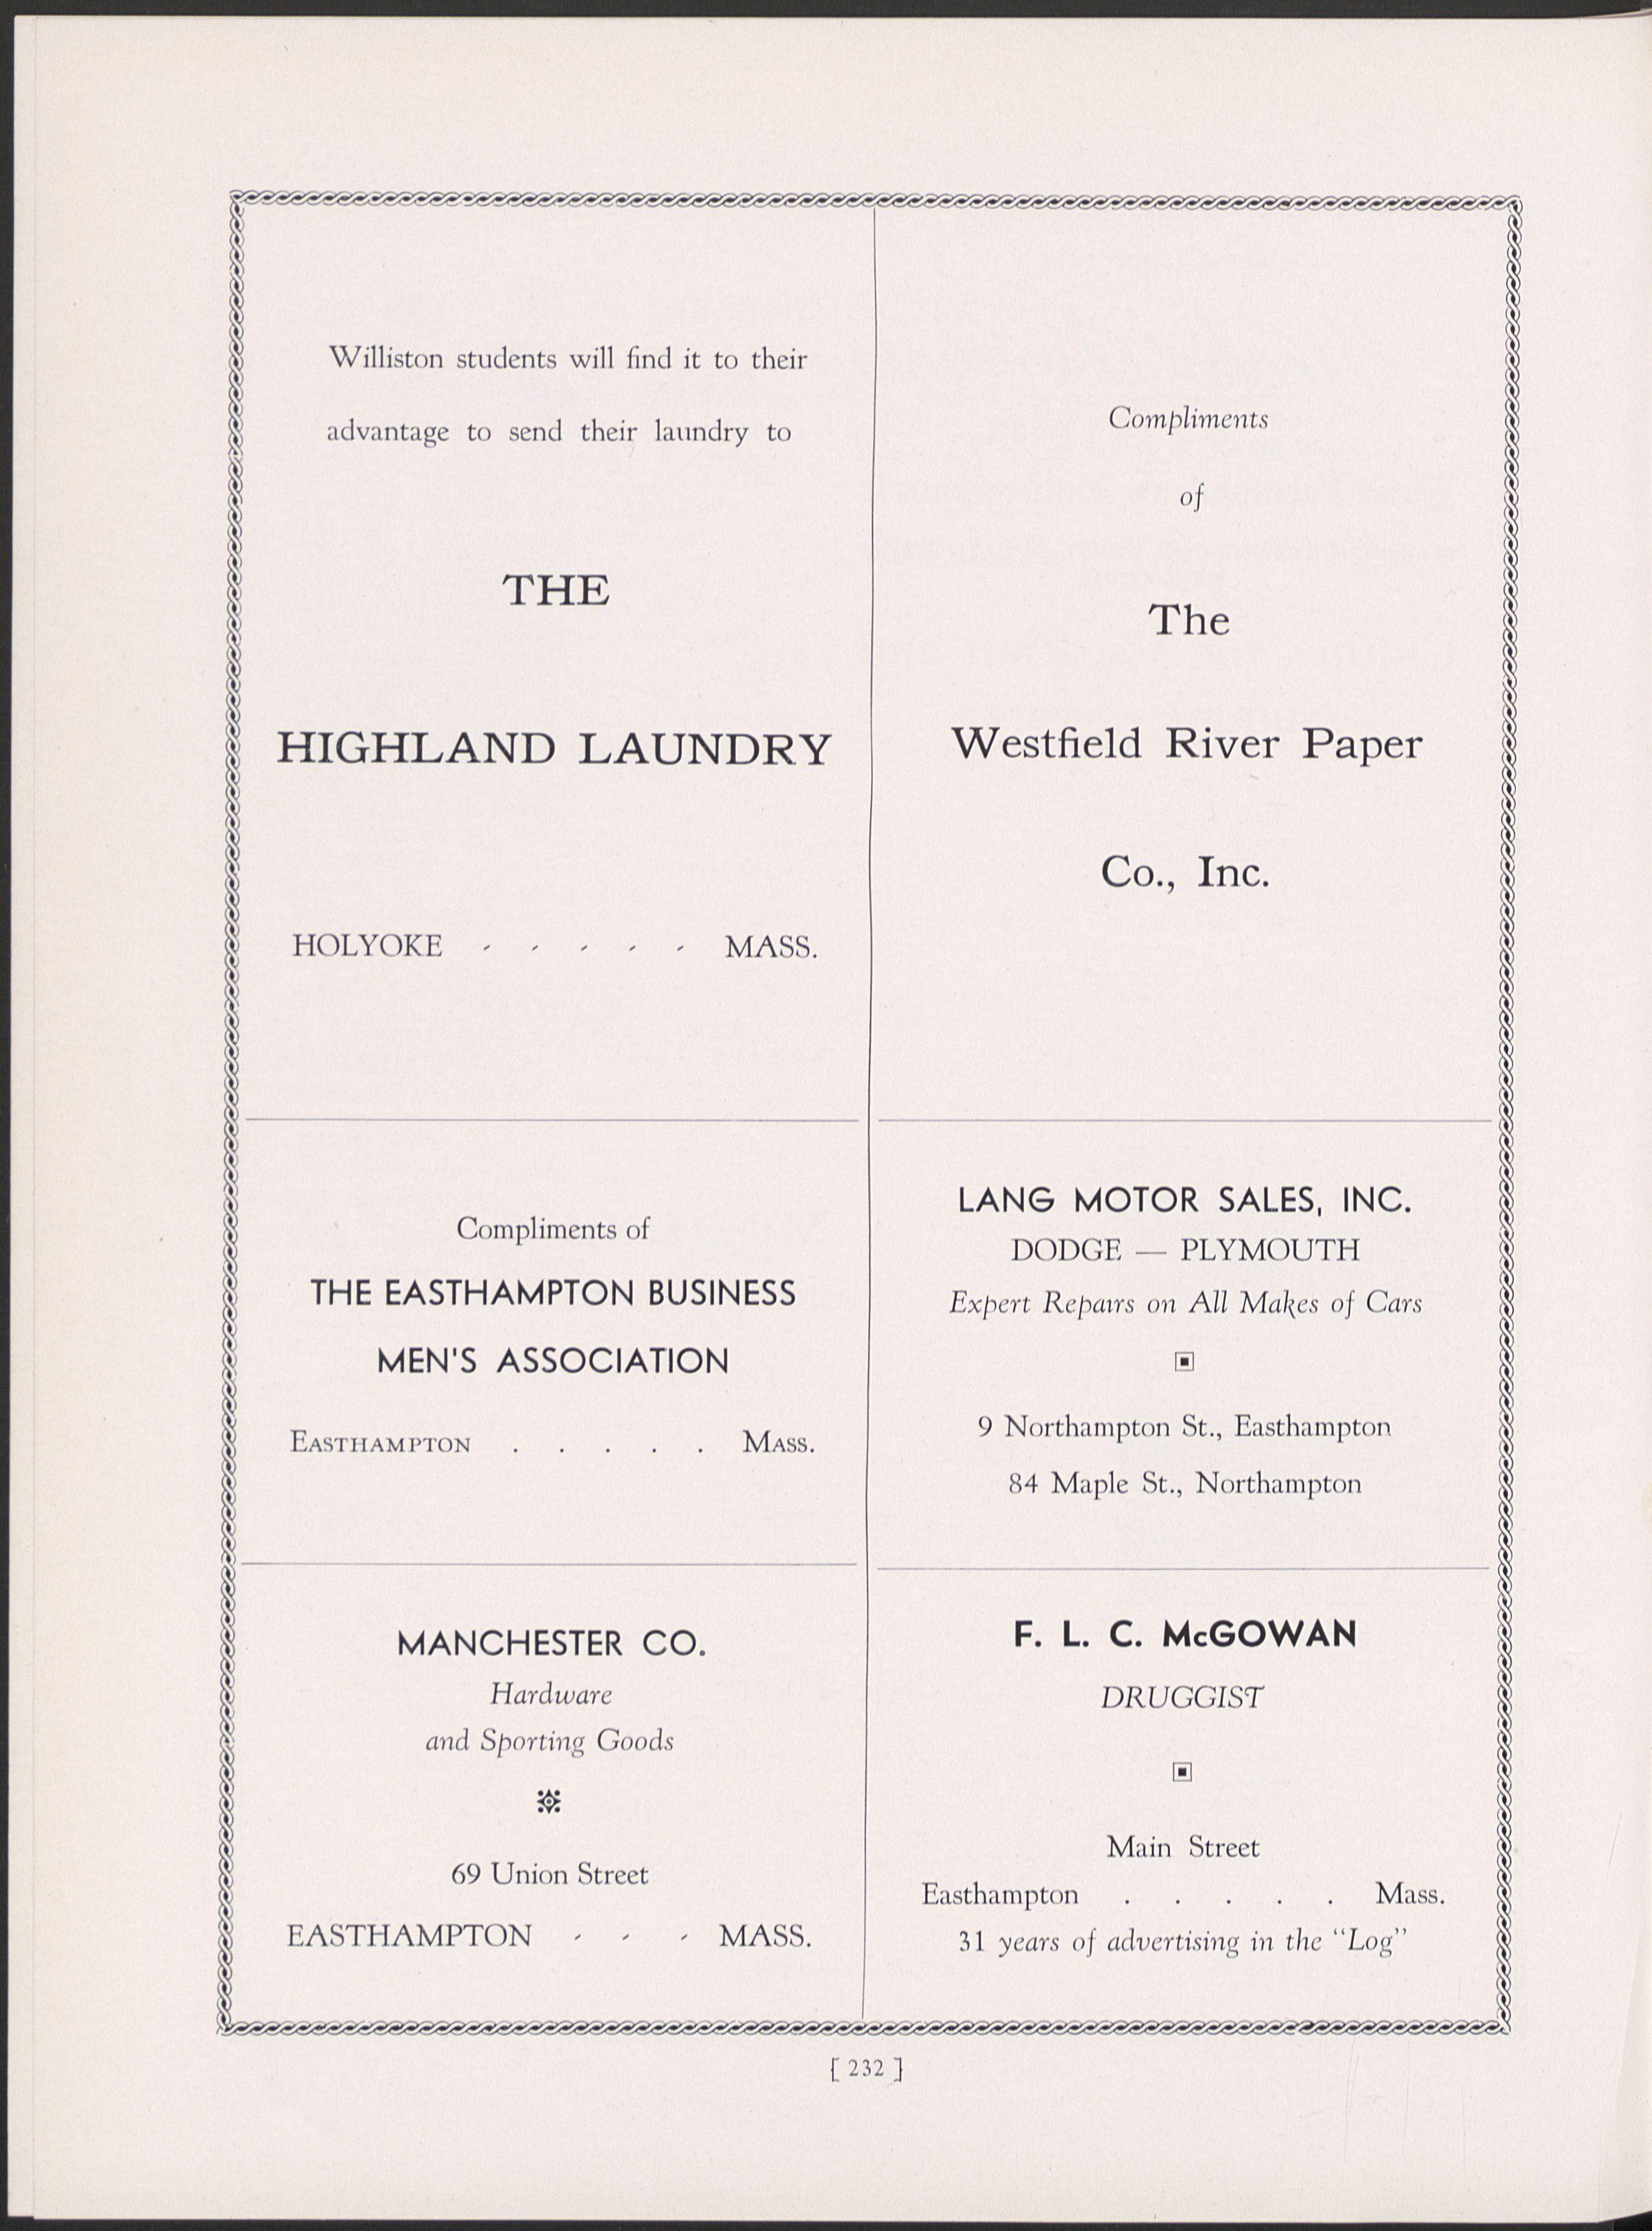 Williston students will find it to their
advantage to send their laundry to
THE
HIGHLAND LAUNDRY
HOLYOKE - - - - - MASS.
Compliments
of
The
Westfield River Paper
Co., Inc.
Compliments of
THE EASTHAMPTON BUSINESS
MEN'S ASSOCIATION
EASTHAMPTON . . . . . MASS.
LANG MOTOR SALES, INC.
DODGE — PLYMOUTH
Expert Repairs on All Makes of Cars
9 Northampton St., Easthampton
84 Maple St., Northampton
MANCHESTER CO.
Hardware
and Sporting Goods
69 Union Street
EASTHAMPTON - - - MASS.
F. L. C. McGOWAN
DRUGGIST
Main Street
Easthampton . . . . . Mass.
31 years of advertising in the "Log"
[ 232 ]